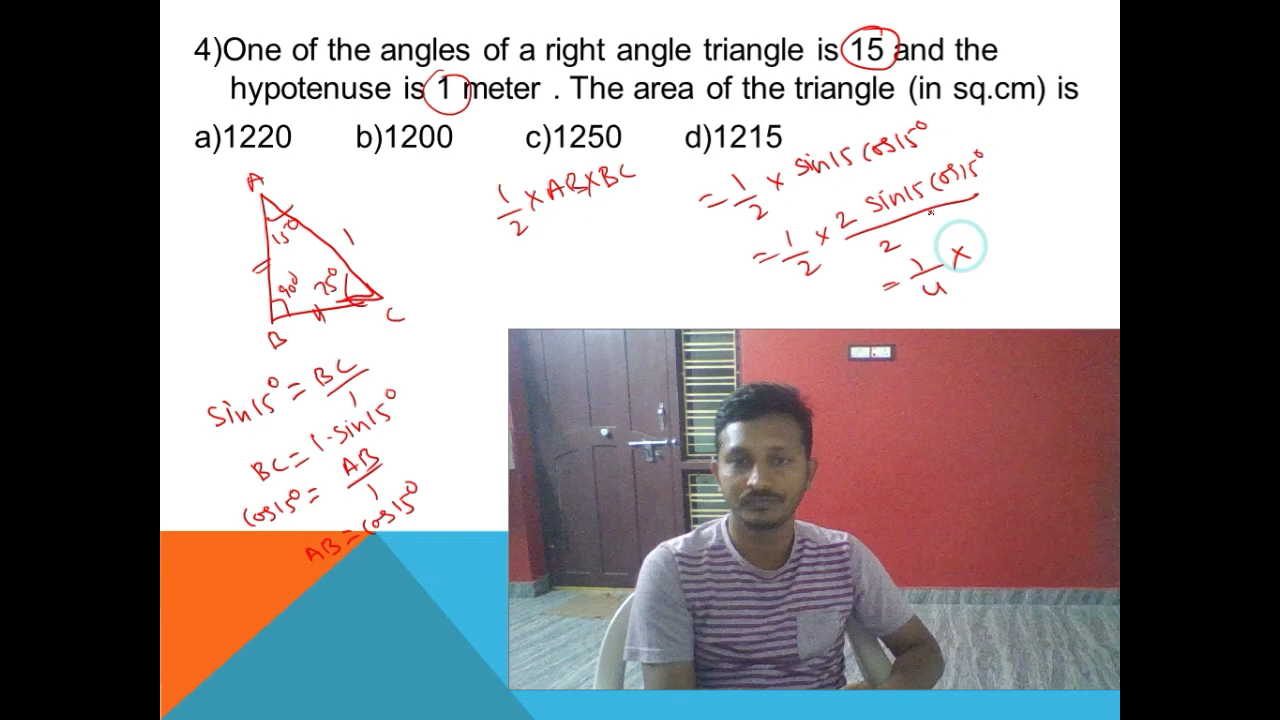 4)One of the angles of a right angle triangle is 15 and the
hypotenuse is 1 meter . The area of the triangle (in sq.cm) is
a)1220 b)1200 c)1250 d)1215
A
15°
1
90°
75°
B
C
1/2 × AB × BC
= 1/2 × sin15 cos15°
= 1/2 × 2 sin15 cos15° / 2
= 1/4 ×
sin15° = BC/1
BC = 1·sin15°
cos15° = AB/1
AB = cos15°